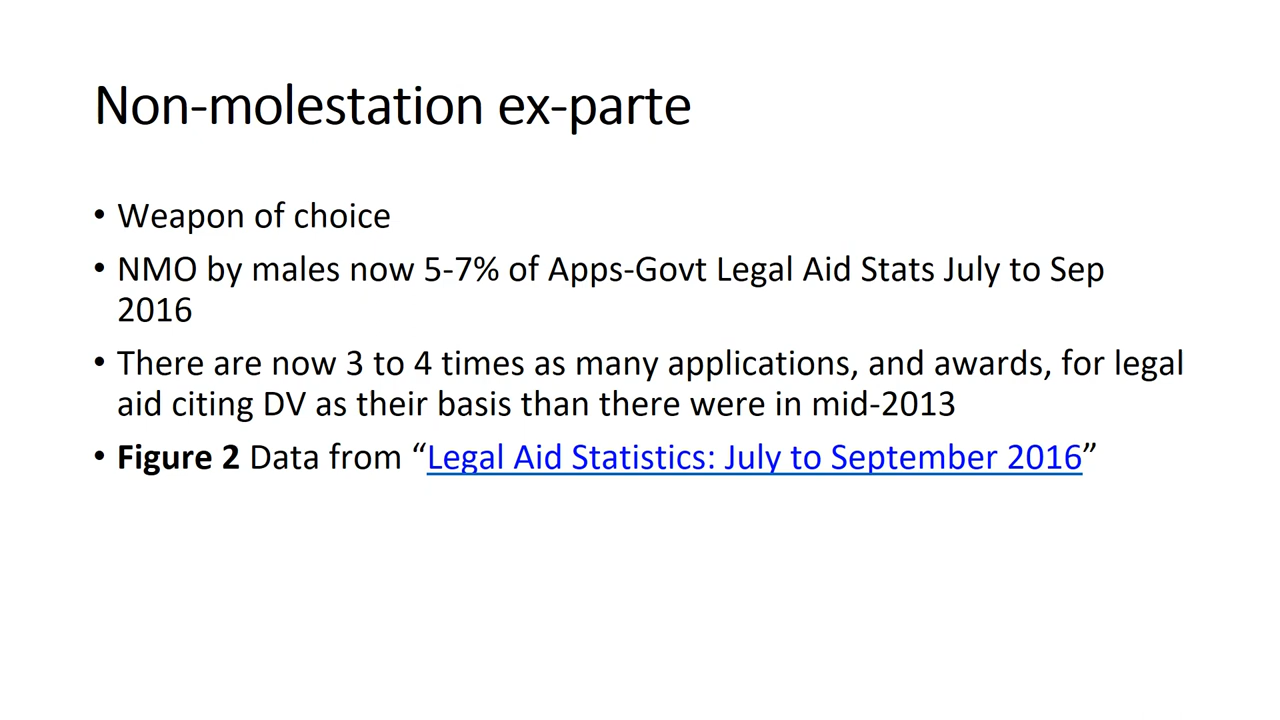 Non-molestation ex-parte
• Weapon of choice
• NMO by males now 5-7% of Apps-Govt Legal Aid Stats July to Sep
2016
• There are now 3 to 4 times as many applications, and awards, for legal
aid citing DV as their basis than there were in mid-2013
• Figure 2 Data from “Legal Aid Statistics: July to September 2016”